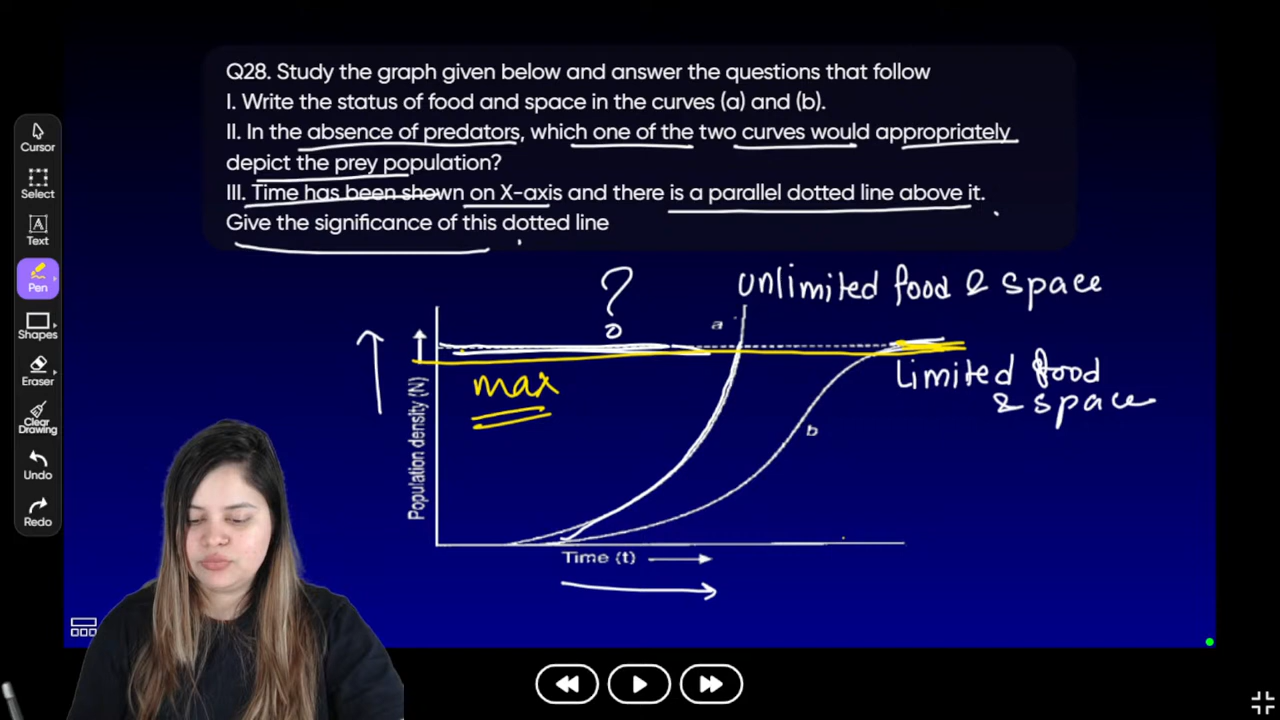 Q28. Study the graph given below and answer the questions that follow
I. Write the status of food and space in the curves (a) and (b).
II. In the absence of predators, which one of the two curves would appropriately
depict the prey population?
III. Time has been shown on X-axis and there is a parallel dotted line above it.
Give the significance of this dotted line
Cursor
Select
Text
Pen
Shapes
Eraser
Clear
Drawing
Undo
Redo
?
unlimited food & space
a
max
Limited food
& space
b
Population density (N)
Time (t)